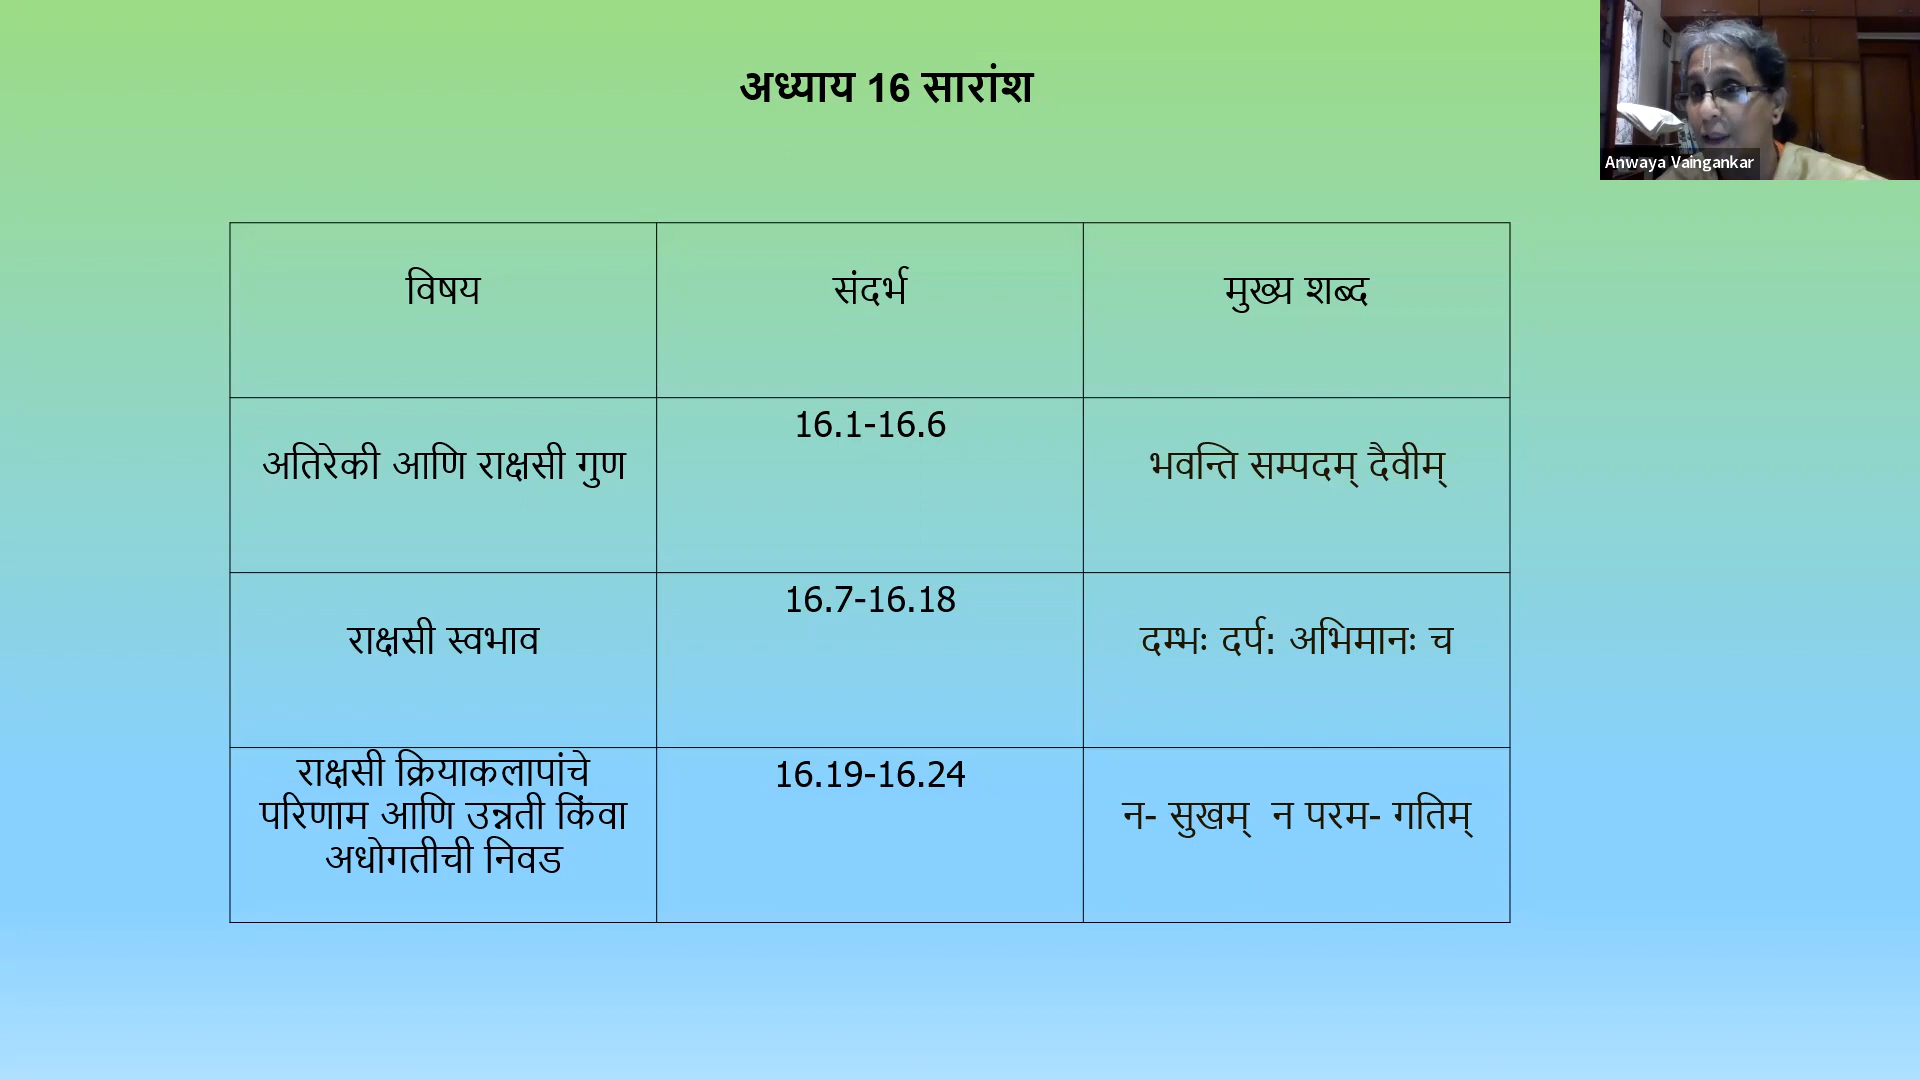 अध्याय 16 सारांश
Anwaya Vaingankar
विषय
संदर्भ
मुख्य शब्द
अतिरेकी आणि राक्षसी गुण
16.1-16.6
भवन्ति सम्पदम् दैवीम्
राक्षसी स्वभाव
16.7-16.18
दम्भः दर्प: अभिमानः च
राक्षसी क्रियाकलापांचे
परिणाम आणि उन्नती किंवा
अधोगतीची निवड
16.19-16.24
न- सुखम्  न परम- गतिम्